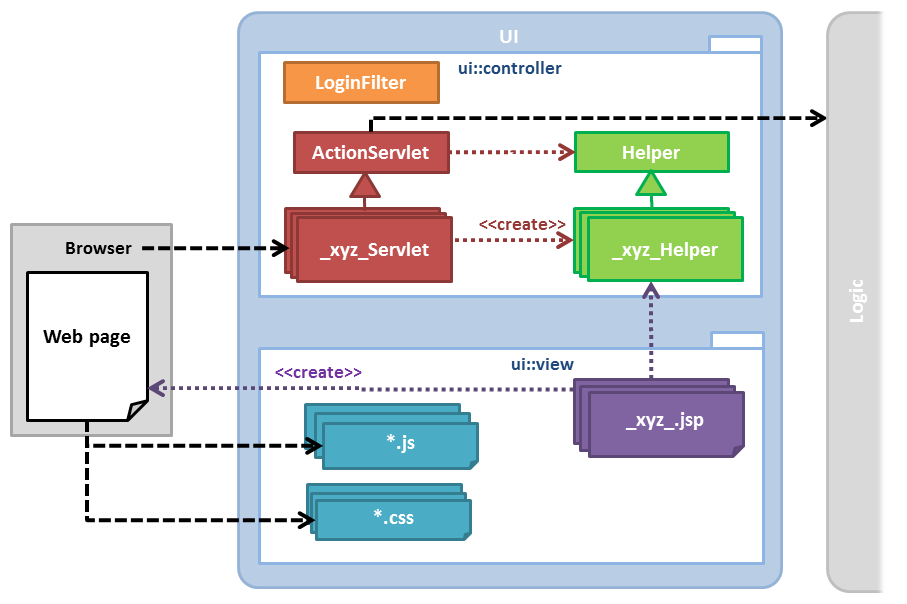 UI
ui::controller
LoginFilter
ActionServlet
Helper
<<create>>
_xyz_Servlet
_xyz_Helper
Browser
Web page
Logic
ui::view
<<create>>
_xyz_.jsp
*.js
*.css